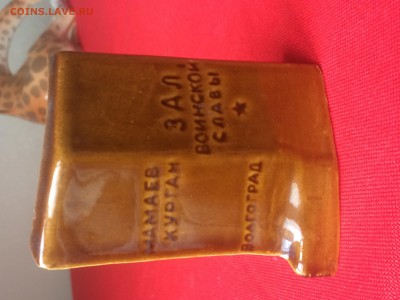 COINS.LAVE.RU
ЗАЛ
ВОИНСКОЙ
СЛАВЫ
МАМАЕВ
КУРГАН
ВОЛГОГРАД